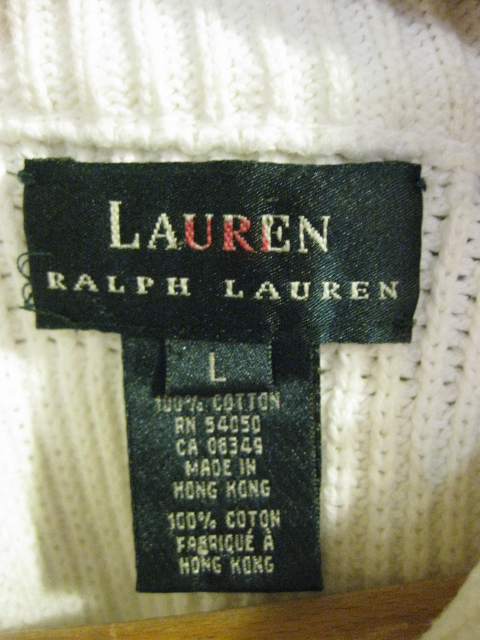 LAUREN
RALPH LAUREN
L
100% COTTON
RN 54050
CA 08349
MADE IN
HONG KONG
100% COTON
FABRIQUÉ À
HONG KONG